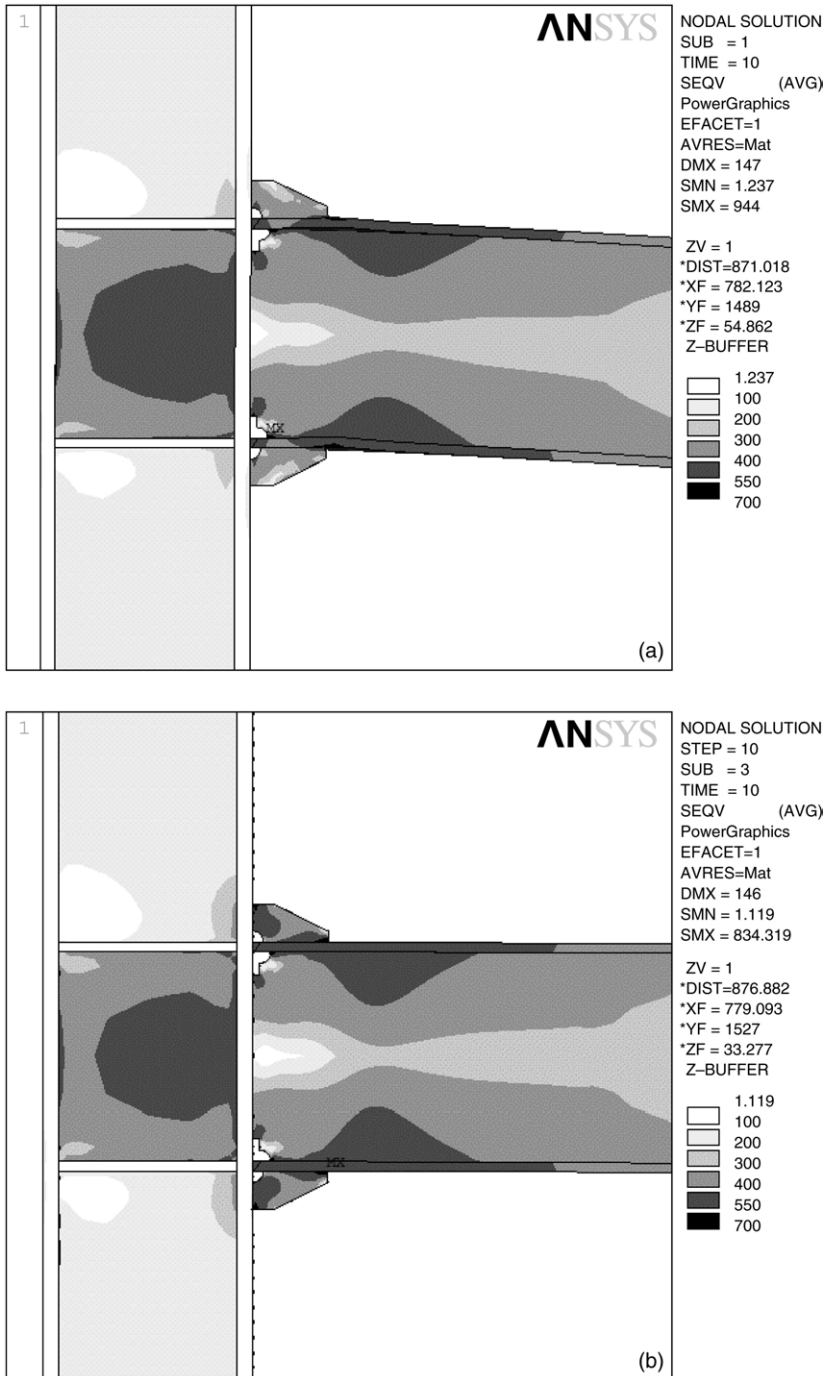 1
ANSYS
NODAL SOLUTION
SUB = 1
TIME = 10
SEQV (AVG)
PowerGraphics
EFACET=1
AVRES=Mat
DMX = 147
SMN = 1.237
SMX = 944
ZV = 1
*DIST=871.018
*XF = 782.123
*YF = 1489
*ZF = 54.862
Z–BUFFER
1.237
100
200
300
400
550
700
MX
(a)
1
ANSYS
NODAL SOLUTION
STEP = 10
SUB = 3
TIME = 10
SEQV (AVG)
PowerGraphics
EFACET=1
AVRES=Mat
DMX = 146
SMN = 1.119
SMX = 834.319
ZV = 1
*DIST=876.882
*XF = 779.093
*YF = 1527
*ZF = 33.277
Z–BUFFER
1.119
100
200
300
400
550
700
MX
(b)